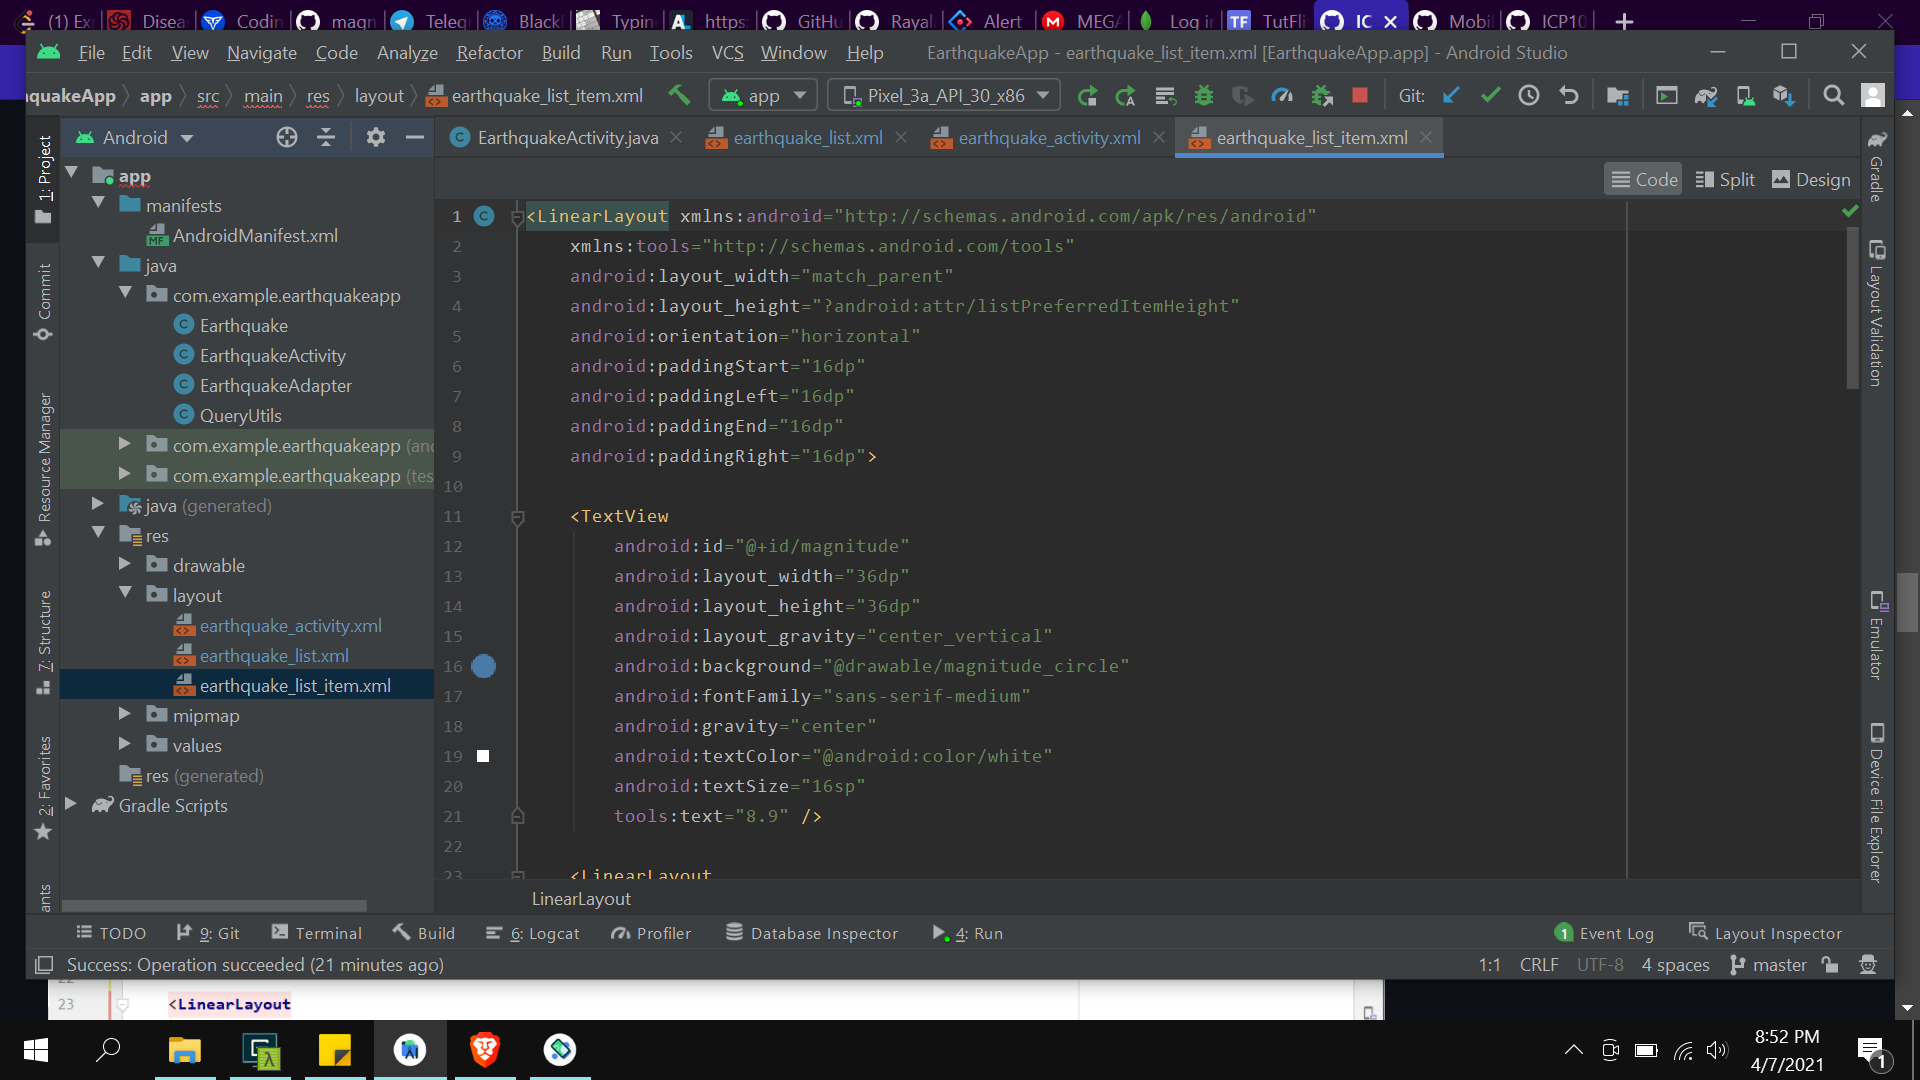 (1) Ex Disea Codin magn Teleg Black Typin https: GitHu Rayal Alert MEGA Log in TutFli IC Mobil ICP10
File Edit View Navigate Code Analyze Refactor Build Run Tools VCS Window Help EarthquakeApp - earthquake_list_item.xml [EarthquakeApp.app] - Android Studio
quakeApp app src main res layout earthquake_list_item.xml app Pixel_3a_API_30_x86 Git:
Android EarthquakeActivity.java earthquake_list.xml earthquake_activity.xml earthquake_list_item.xml
Code Split Design
1: Project
Commit
Resource Manager
7: Structure
2: Favorites
ants
app
manifests
AndroidManifest.xml
java
com.example.earthquakeapp
Earthquake
EarthquakeActivity
EarthquakeAdapter
QueryUtils
com.example.earthquakeapp (and
com.example.earthquakeapp (tes
java (generated)
res
drawable
layout
earthquake_activity.xml
earthquake_list.xml
earthquake_list_item.xml
mipmap
values
res (generated)
Gradle Scripts
1 <LinearLayout xmlns:android="http://schemas.android.com/apk/res/android"
2 xmlns:tools="http://schemas.android.com/tools"
3 android:layout_width="match_parent"
4 android:layout_height="?android:attr/listPreferredItemHeight"
5 android:orientation="horizontal"
6 android:paddingStart="16dp"
7 android:paddingLeft="16dp"
8 android:paddingEnd="16dp"
9 android:paddingRight="16dp">
10
11 <TextView
12 android:id="@+id/magnitude"
13 android:layout_width="36dp"
14 android:layout_height="36dp"
15 android:layout_gravity="center_vertical"
16 android:background="@drawable/magnitude_circle"
17 android:fontFamily="sans-serif-medium"
18 android:gravity="center"
19 android:textColor="@android:color/white"
20 android:textSize="16sp"
21 tools:text="8.9" />
22
23 <LinearLayout
LinearLayout
Gradle
Layout Validation
Emulator
Device File Explorer
TODO 9: Git Terminal Build 6: Logcat Profiler Database Inspector 4: Run 1 Event Log Layout Inspector
Success: Operation succeeded (21 minutes ago) 1:1 CRLF UTF-8 4 spaces master
22
23 <LinearLayout
8:52 PM
4/7/2021
1